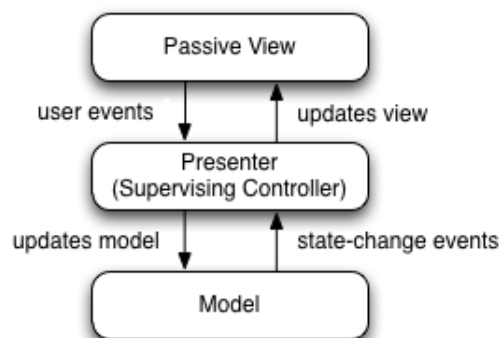 Passive View
user events
updates view
Presenter
(Supervising Controller)
updates model
state-change events
Model